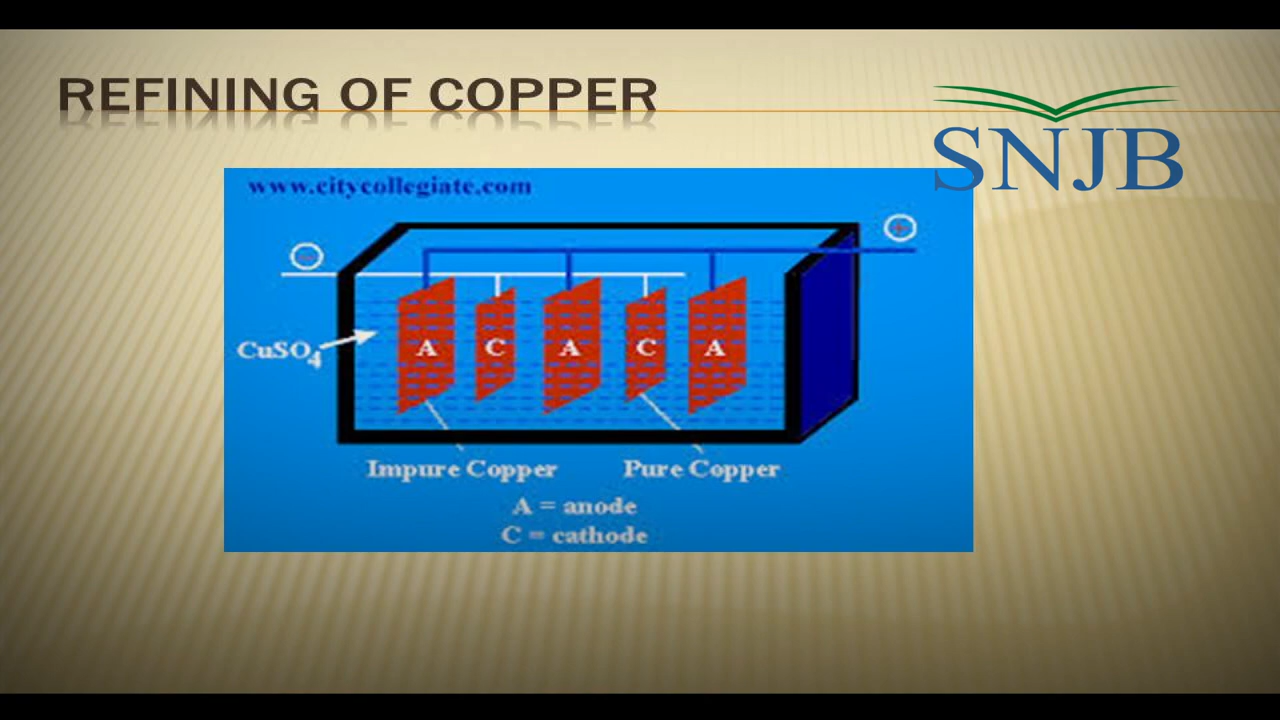 REFINING OF COPPER
SNJB
www.citycollegiate.com
+
−
CuSO4
A C A C A
Impure Copper Pure Copper
A = anode
C = cathode